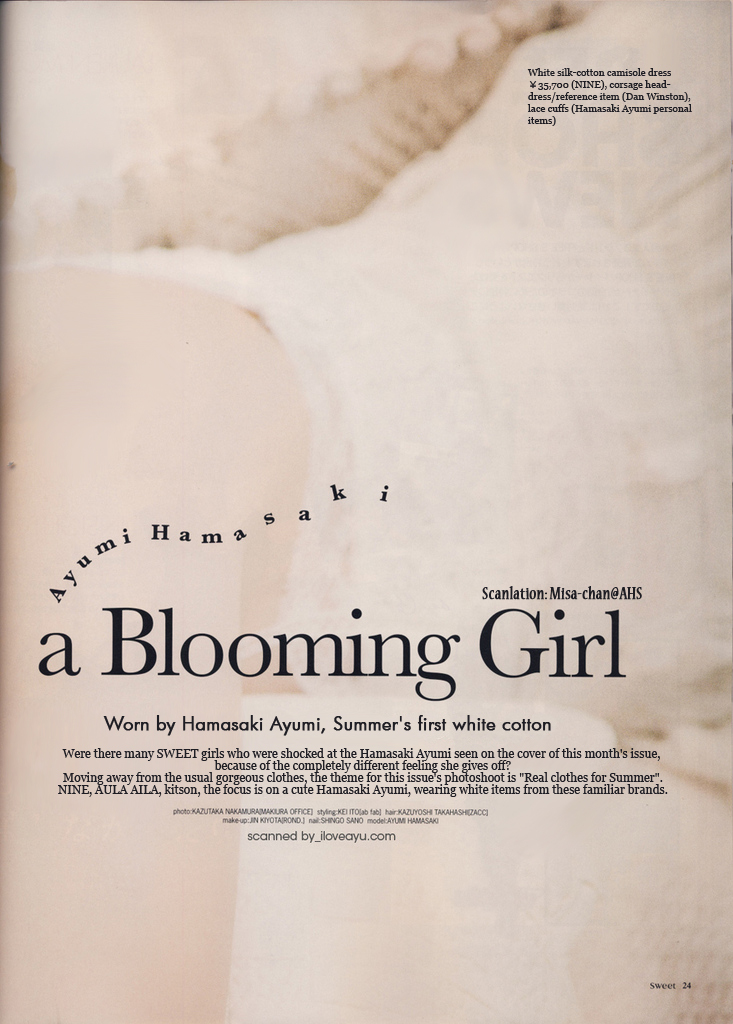 White silk-cotton camisole dress
¥35,700 (NINE), corsage head-
dress/reference item (Dan Winston),
lace cuffs (Hamasaki Ayumi personal
items)
Ayumi Hamasaki
Scanlation: Misa-chan@AHS
a Blooming Girl
Worn by Hamasaki Ayumi, Summer's first white cotton
Were there many SWEET girls who were shocked at the Hamasaki Ayumi seen on the cover of this month's issue,
because of the completely different feeling she gives off?
Moving away from the usual gorgeous clothes, the theme for this issue's photoshoot is "Real clothes for Summer".
NINE, AULA AILA, kitson, the focus is on a cute Hamasaki Ayumi, wearing white items from these familiar brands.
photo:KAZUTAKA NAKAMURA[MAKIURA OFFICE] styling:KEI ITO[ab fab] hair:KAZUYOSHI TAKAHASHI[ZACC]
make-up:JIN KIYOTA[ROND.] nail:SHINGO SANO model:AYUMI HAMASAKI
scanned by_iloveayu.com
Sweet 24